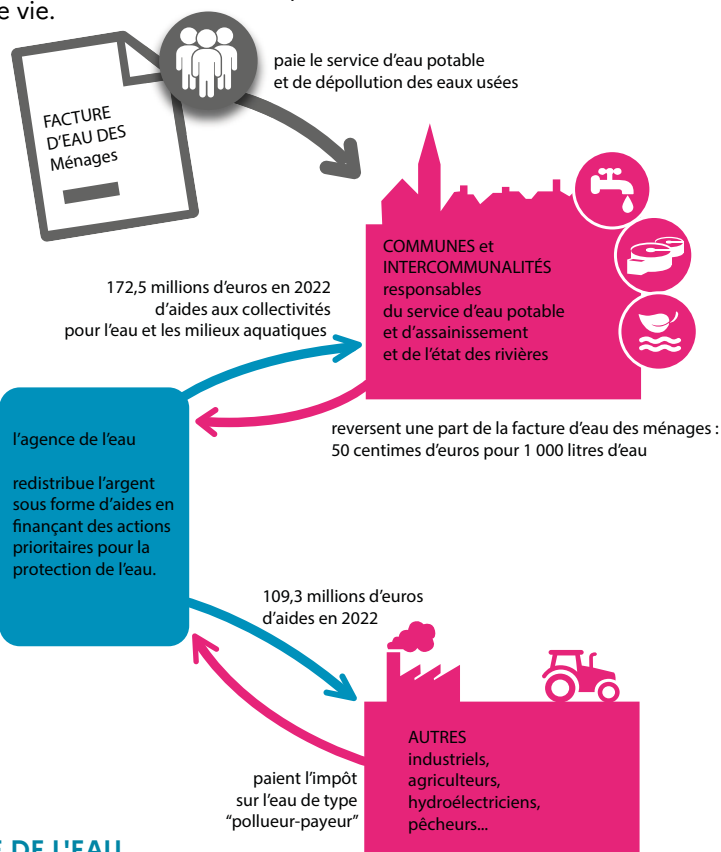 e vie.
paie le service d’eau potable
et de dépollution des eaux usées
FACTURE
D’EAU DES
Ménages
COMMUNES et
INTERCOMMUNALITÉS
responsables
du service d’eau potable
et d’assainissement
et de l’état des rivières
172,5 millions d’euros en 2022
d’aides aux collectivités
pour l’eau et les milieux aquatiques
reversent une part de la facture d’eau des ménages :
50 centimes d’euros pour 1 000 litres d’eau
l’agence de l’eau
redistribue l’argent
sous forme d’aides en
finançant des actions
prioritaires pour la
protection de l’eau.
109,3 millions d’euros
d’aides en 2022
AUTRES
industriels,
agriculteurs,
hydroélectriciens,
pêcheurs...
paient l’impôt
sur l’eau de type
“pollueur-payeur”
E DE L'EAU